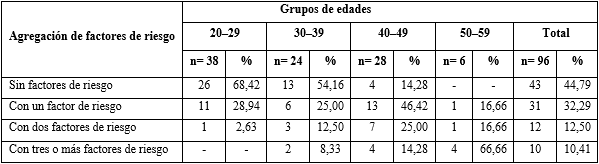 Agregación de factores de riesgo Grupos de edades
20–29 30–39 40–49 50–59 Total
n= 38 % n= 24 % n= 28 % n= 6 % n= 96 %
Sin factores de riesgo 26 68,42 13 54,16 4 14,28 - - 43 44,79
Con un factor de riesgo 11 28,94 6 25,00 13 46,42 1 16,66 31 32,29
Con dos factores de riesgo 1 2,63 3 12,50 7 25,00 1 16,66 12 12,50
Con tres o más factores de riesgo - - 2 8,33 4 14,28 4 66,66 10 10,41